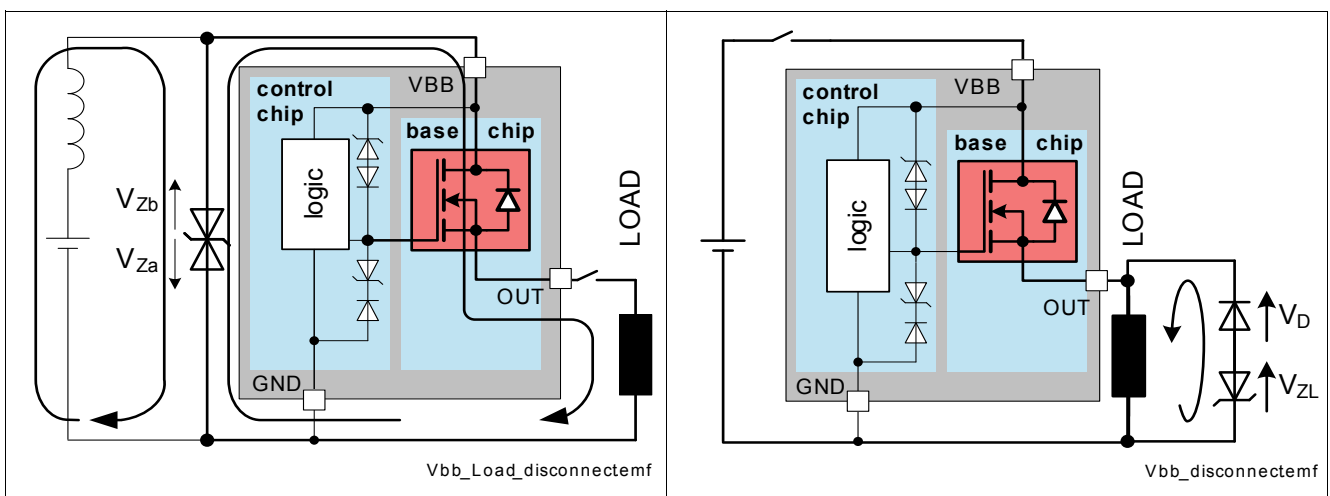 VBB
control
chip
base chip
logic
LOAD
VZb
VZa
OUT
GND
Vbb_Load_disconnectemf
VBB
control
chip
base chip
logic
LOAD
OUT
VD
VZL
GND
Vbb_disconnectemf